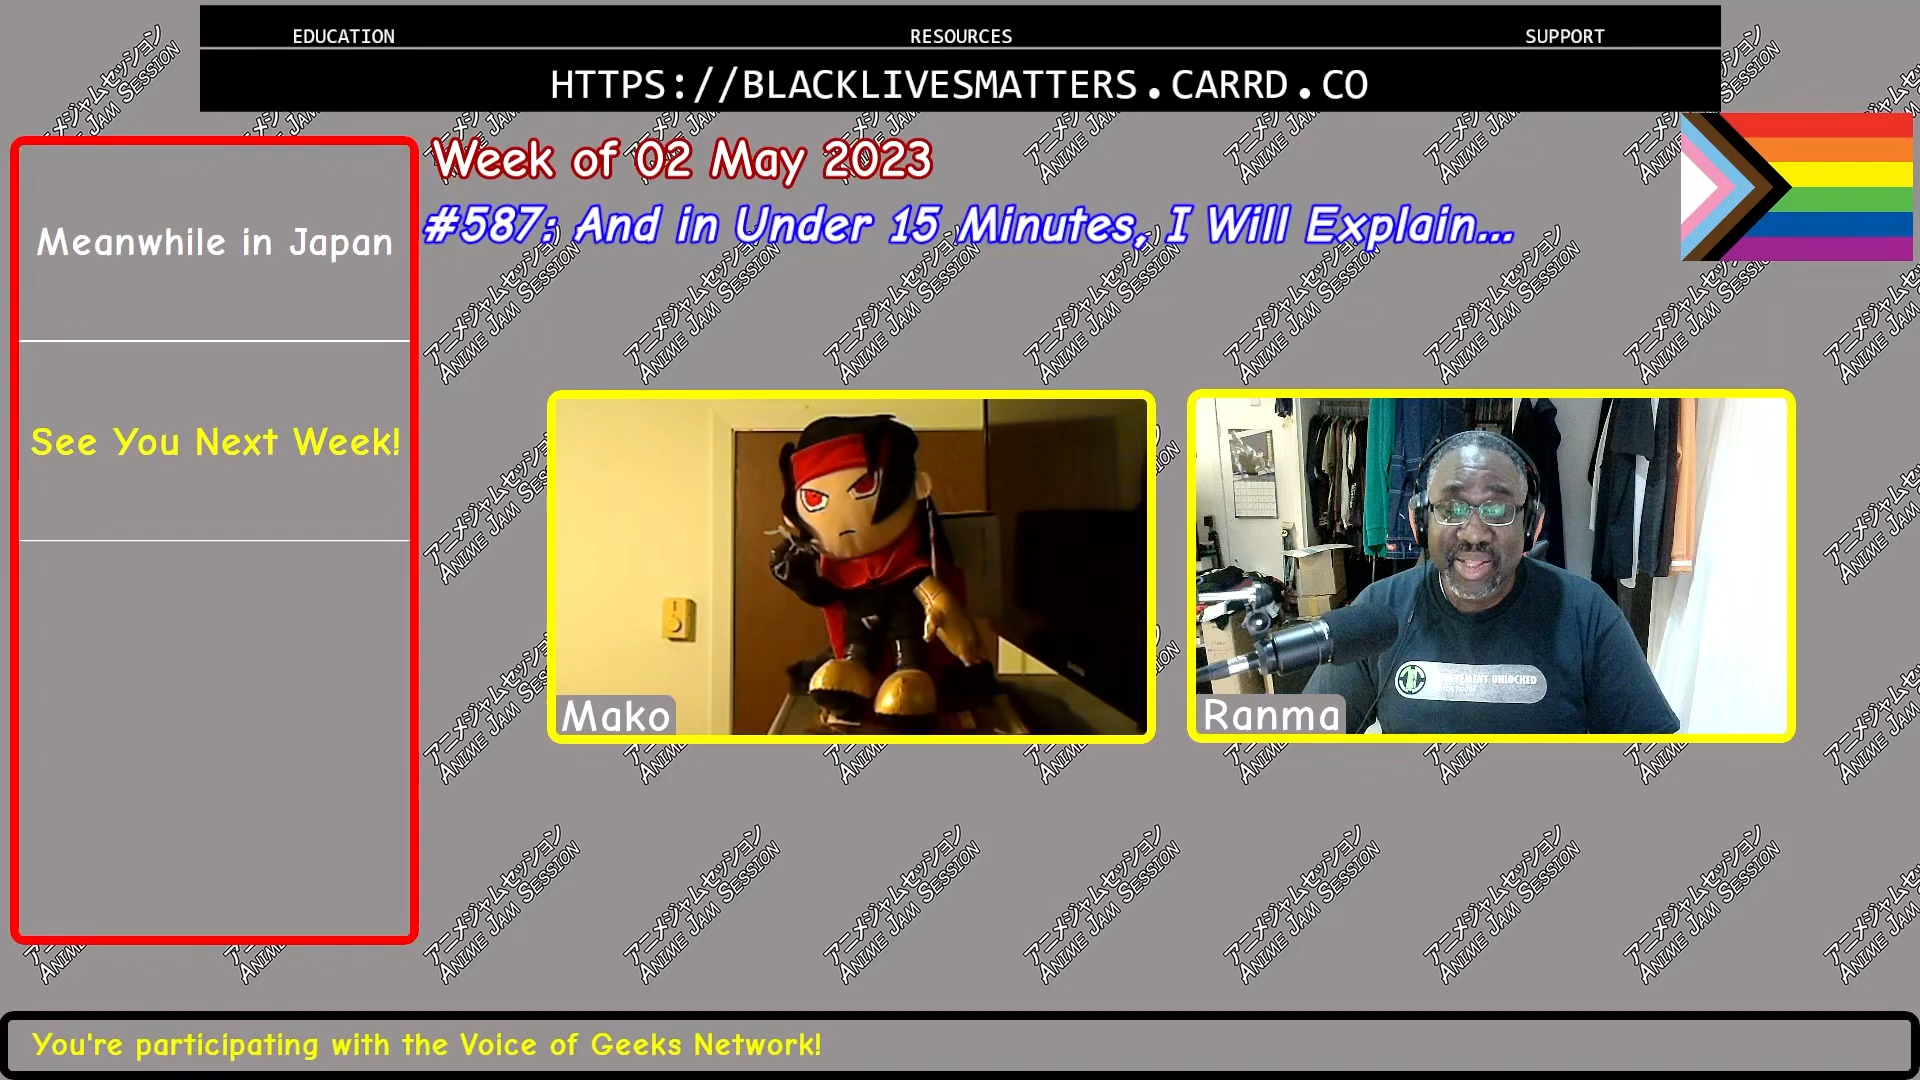 EDUCATION RESOURCES SUPPORT
HTTPS://BLACKLIVESMATTERS.CARRD.CO
Week of 02 May 2023
#587: And in Under 15 Minutes, I Will Explain...
Meanwhile in Japan
See You Next Week!
アニメジャムセッション
ANIME JAM SESSION
Mako
Ranma
UNLOCKED
You're participating with the Voice of Geeks Network!